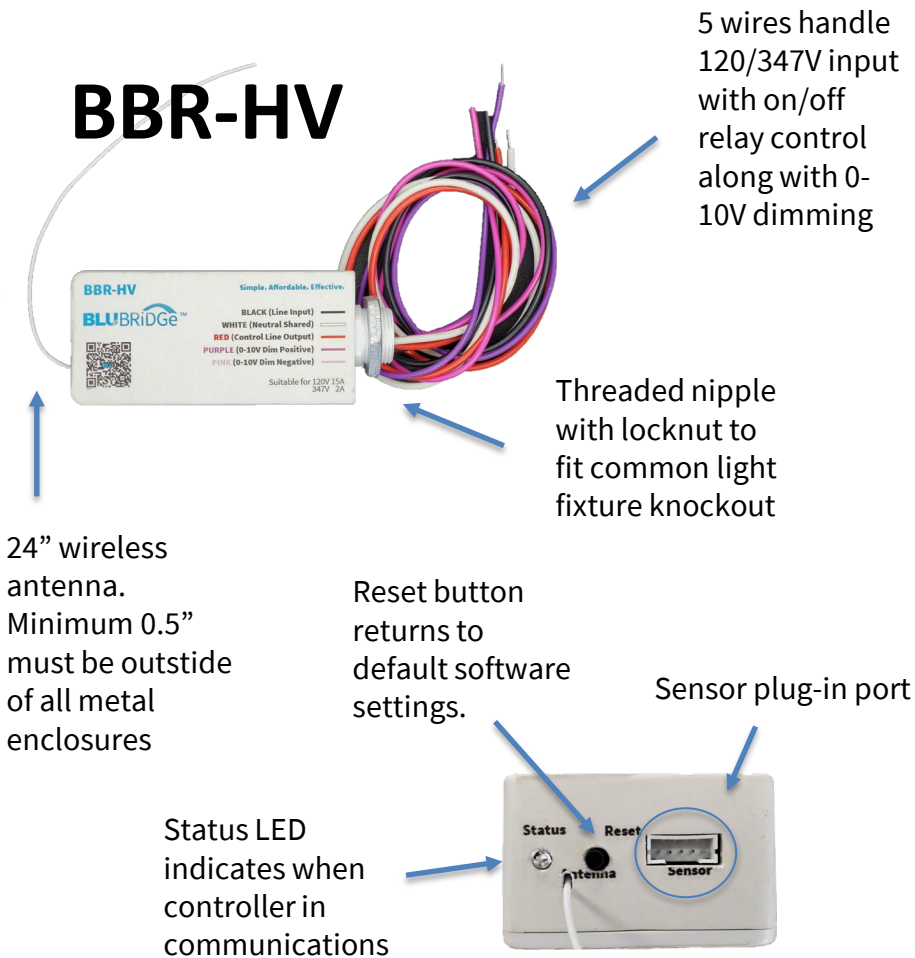 BBR-HV
5 wires handle
120/347V input
with on/off
relay control
along with 0-
10V dimming
BBR-HV
Simple. Affordable. Effective.
BLUBRiDGe™
BLACK (Line Input)
WHITE (Neutral Shared)
RED (Control Line Output)
PURPLE (0-10V Dim Positive)
PINK (0-10V Dim Negative)
Suitable for 120V 15A
347V 2A
Threaded nipple
with locknut to
fit common light
fixture knockout
24” wireless
antenna.
Minimum 0.5”
must be outstide
of all metal
enclosures
Reset button
returns to
default software
settings.
Sensor plug-in port
Status LED
indicates when
controller in
communications
Status
Reset
Antenna
Sensor